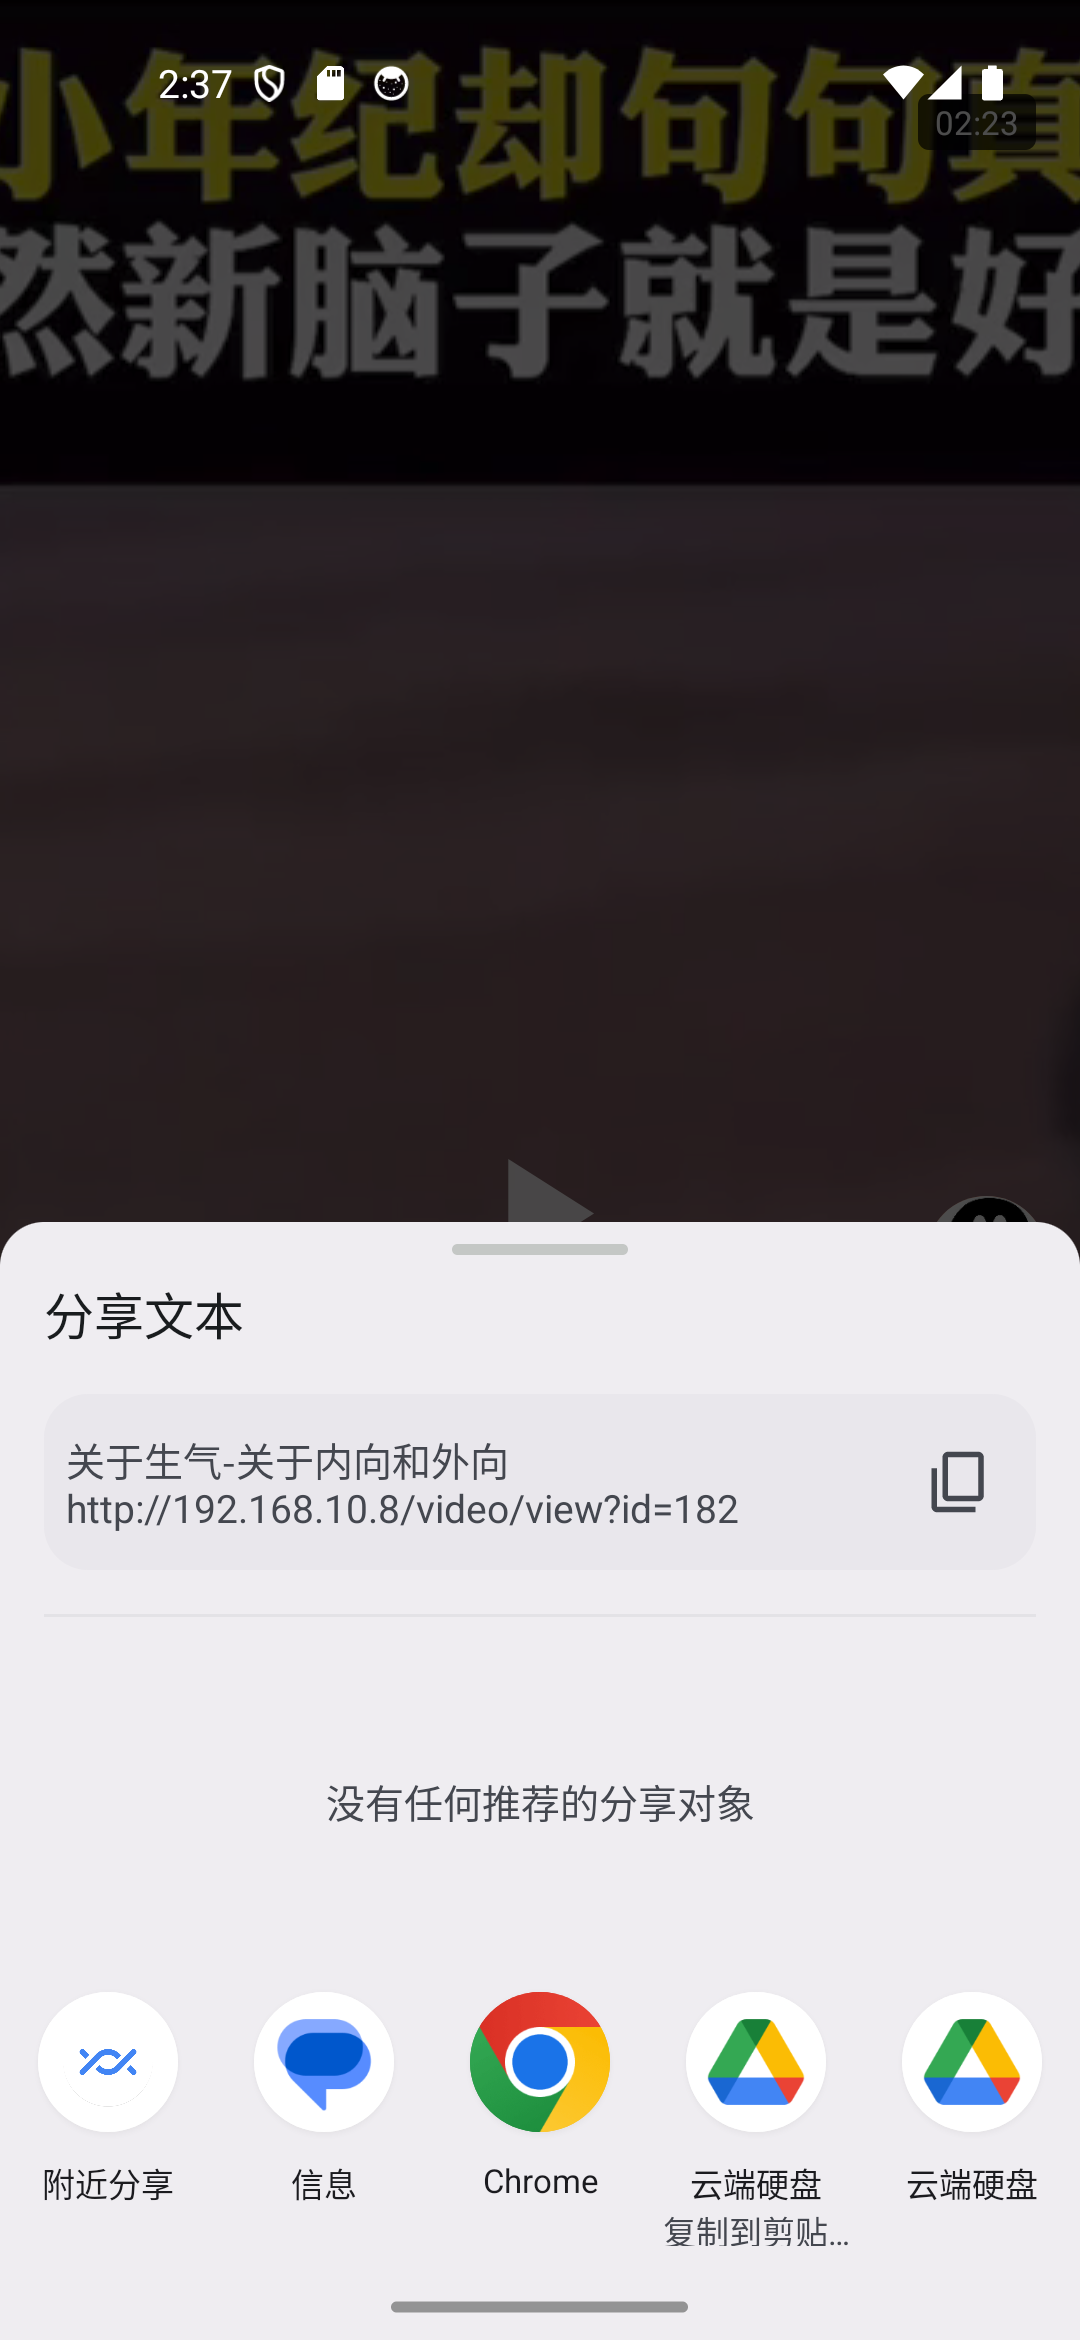 2:37
02:23
小年纪却句句真
然新脑子就是好
分享文本
关于生气-关于内向和外向
http://192.168.10.8/video/view?id=182
没有任何推荐的分享对象
附近分享
信息
Chrome
云端硬盘
复制到剪贴...
云端硬盘